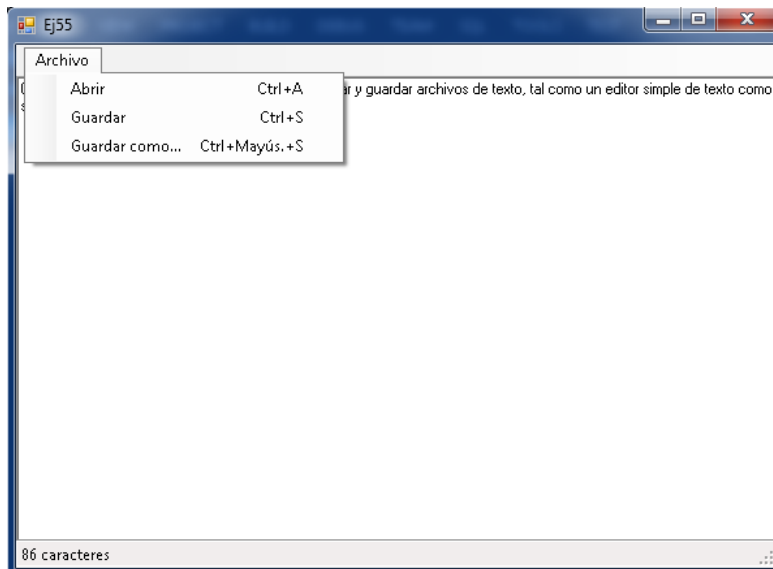 Ej55
Archivo
Abrir Ctrl+A
Guardar Ctrl+S
Guardar como... Ctrl+Mayús.+S
y guardar archivos de texto, tal como un editor simple de texto como
86 caracteres